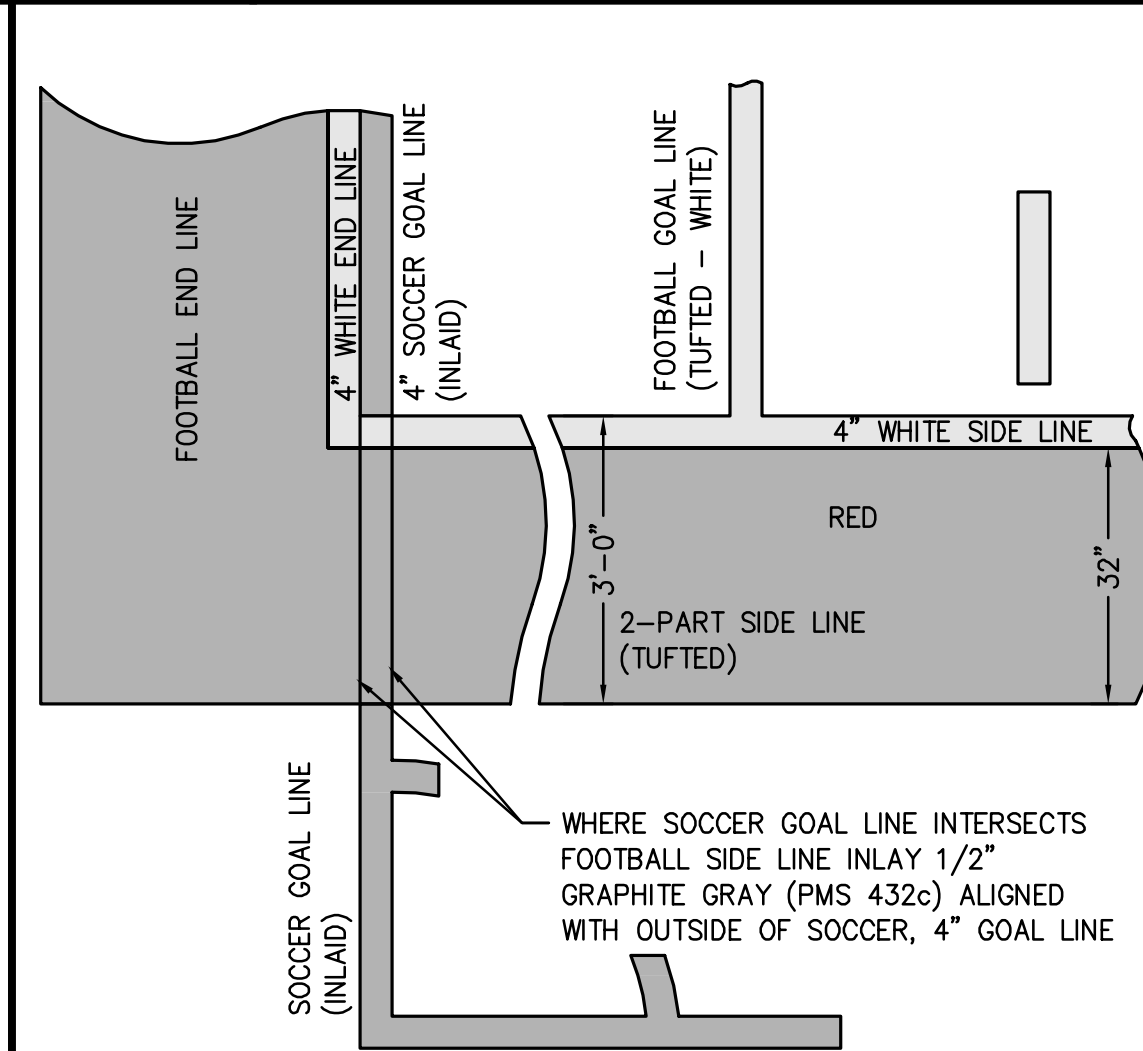 FOOTBALL END LINE
4" WHITE END LINE
4" SOCCER GOAL LINE
(INLAID)
FOOTBALL GOAL LINE
(TUFTED - WHITE)
4" WHITE SIDE LINE
RED
3'-0"
32"
2-PART SIDE LINE
(TUFTED)
SOCCER GOAL LINE
(INLAID)
WHERE SOCCER GOAL LINE INTERSECTS
FOOTBALL SIDE LINE INLAY 1/2"
GRAPHITE GRAY (PMS 432c) ALIGNED
WITH OUTSIDE OF SOCCER, 4" GOAL LINE